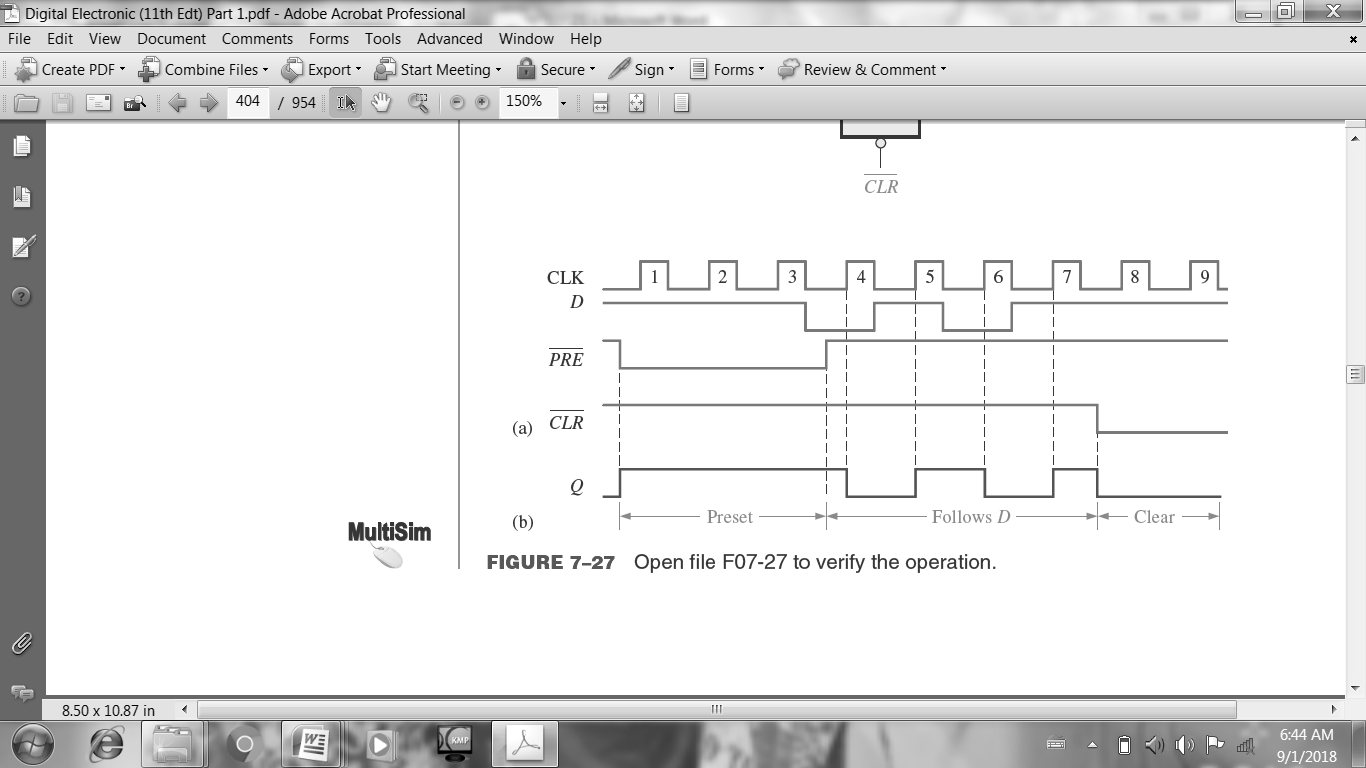 Digital Electronic (11th Edt) Part 1.pdf - Adobe Acrobat Professional
File Edit View Document Comments Forms Tools Advanced Window Help
Create PDF Combine Files Export Start Meeting Secure Sign Forms Review & Comment
404 / 954 150%
CLR
CLK 1 2 3 4 5 6 7 8 9
D
PRE
(a) CLR
Q
(b) Preset Follows D Clear
MultiSim
FIGURE 7–27 Open file F07-27 to verify the operation.
8.50 x 10.87 in
KMP
6:44 AM
9/1/2018